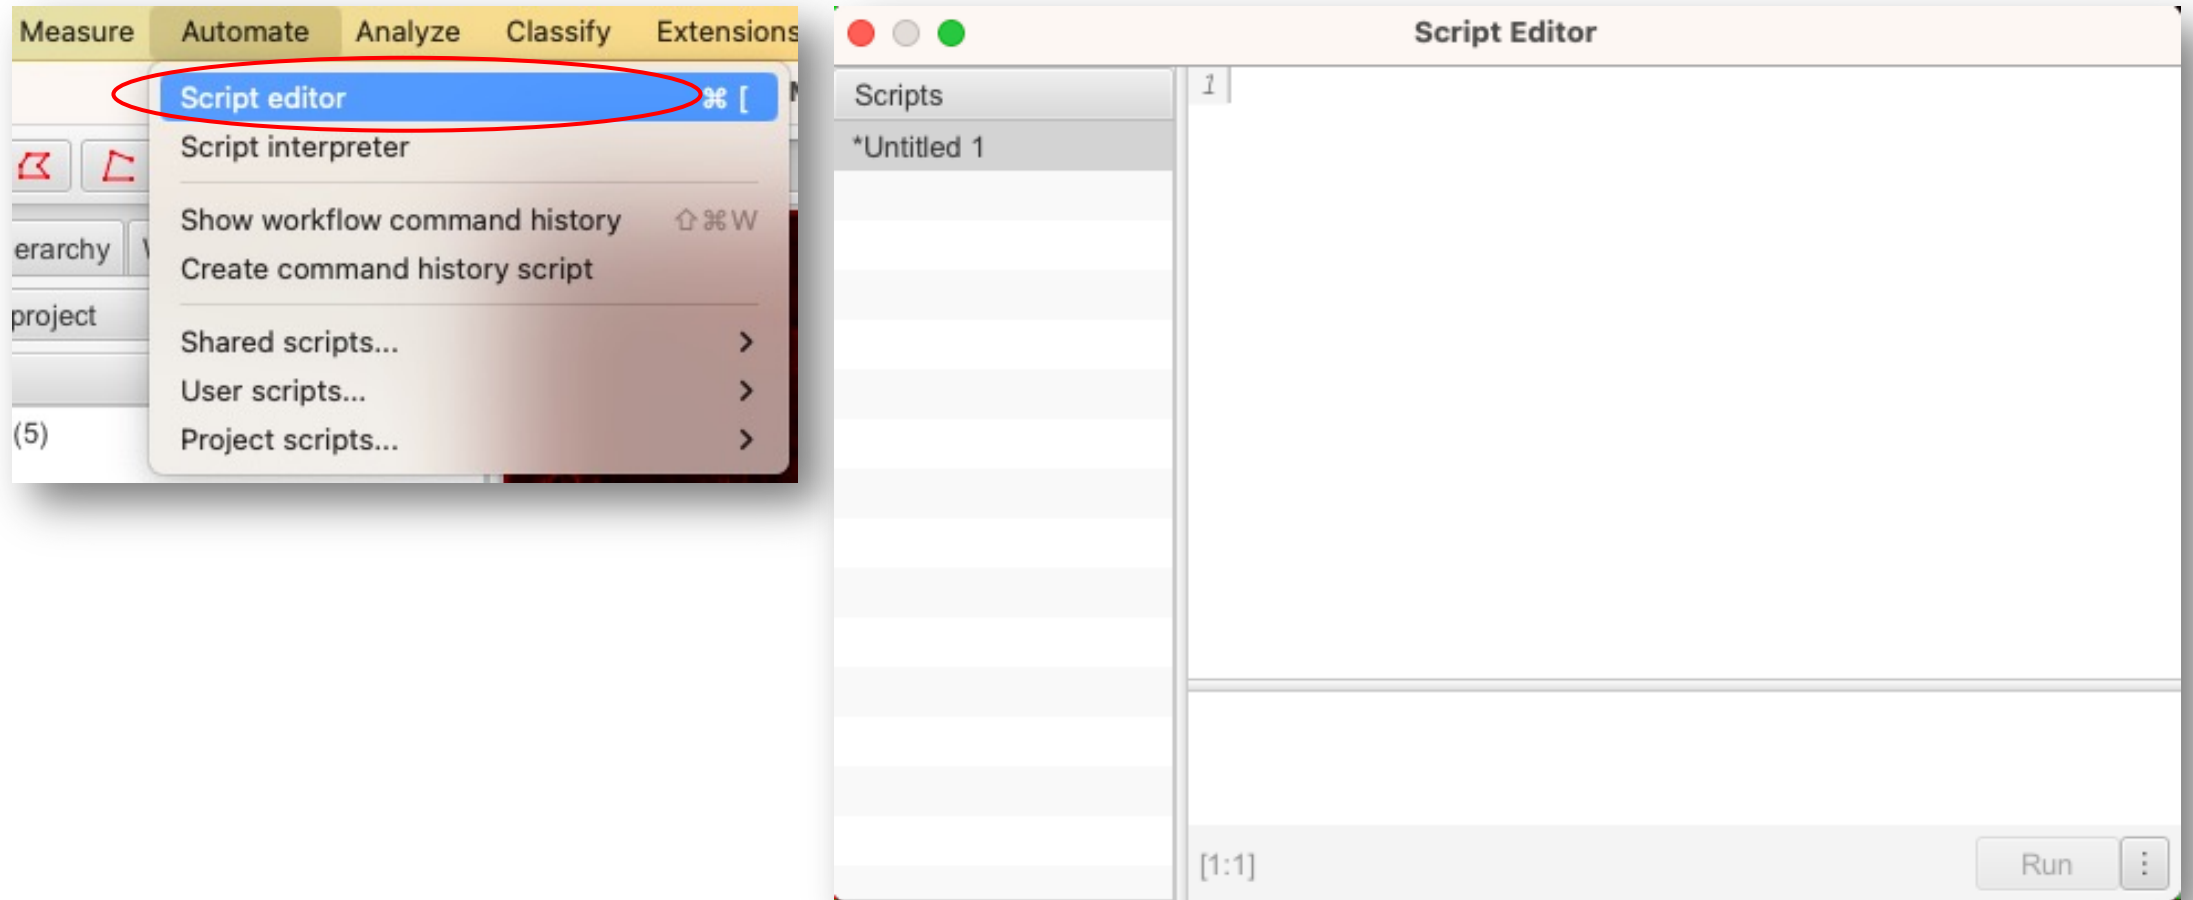 Measure Automate Analyze Classify Extensions
Script editor ⌘ [
Script interpreter
Show workflow command history ⇧⌘W
Create command history script
Shared scripts...
User scripts...
Project scripts...
erarchy
project
(5)
Script Editor
Scripts
*Untitled 1
1
[1:1]
Run